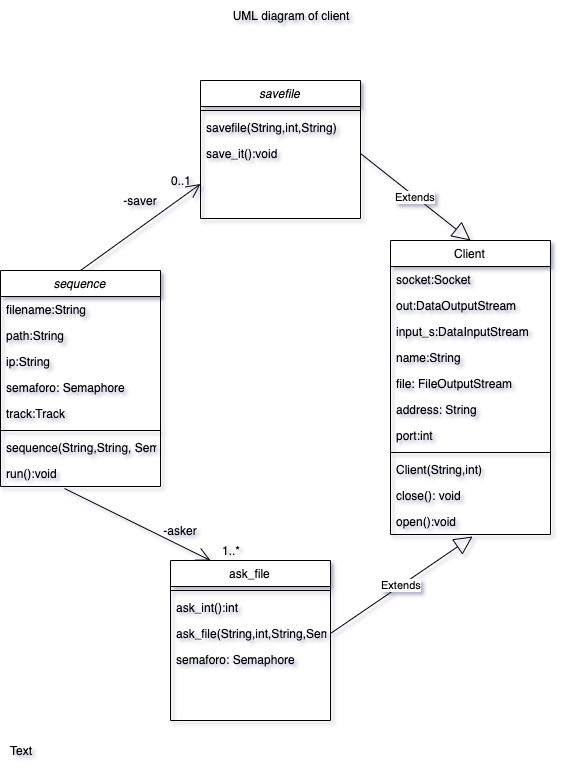 UML diagram of client
savefile
savefile(String,int,String)
save_it():void
0..1
-saver
Extends
sequence
filename:String
path:String
ip:String
semaforo: Semaphore
track:Track
sequence(String,String, Sem
run():void
Client
socket:Socket
out:DataOutputStream
input_s:DataInputStream
name:String
file: FileOutputStream
address: String
port:int
Client(String,int)
close(): void
open():void
-asker
1..*
ask_file
ask_int():int
ask_file(String,int,String,Sem
semaforo: Semaphore
Extends
Text